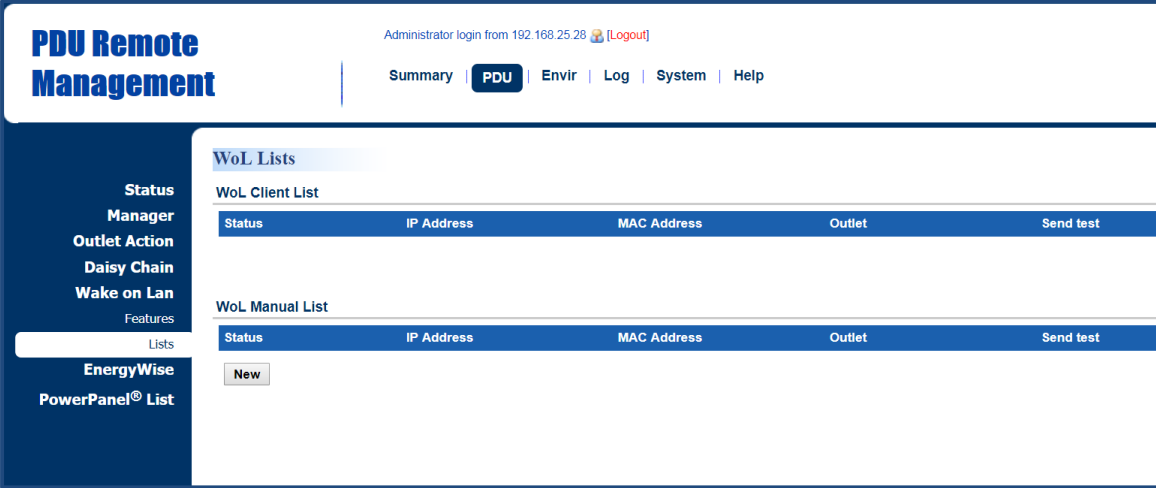 PDU Remote
Management
Administrator login from 192.168.25.28 [Logout]
Summary | PDU | Envir | Log | System | Help
Status
Manager
Outlet Action
Daisy Chain
Wake on Lan
Features
Lists
EnergyWise
PowerPanel® List
WoL Lists
WoL Client List
Status IP Address MAC Address Outlet Send test
WoL Manual List
Status IP Address MAC Address Outlet Send test
New